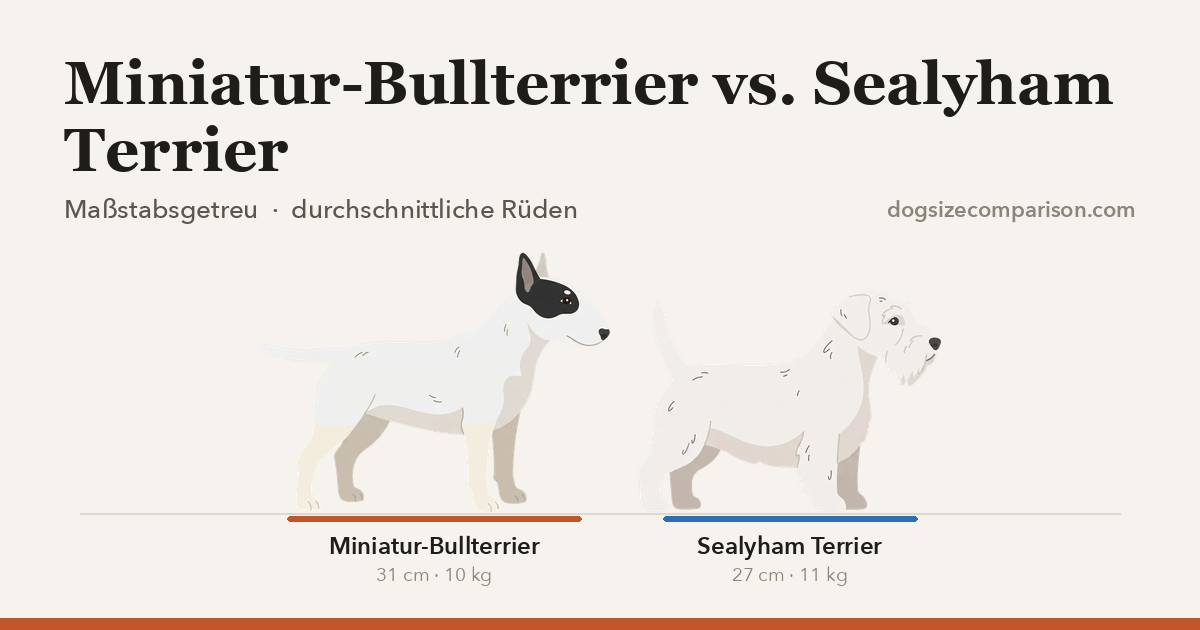 Miniatur-Bullterrier vs. Sealyham
Terrier
Maßstabsgetreu · durchschnittliche Rüden
dogsizecomparison.com
Miniatur-Bullterrier
31 cm · 10 kg
Sealyham Terrier
27 cm · 11 kg